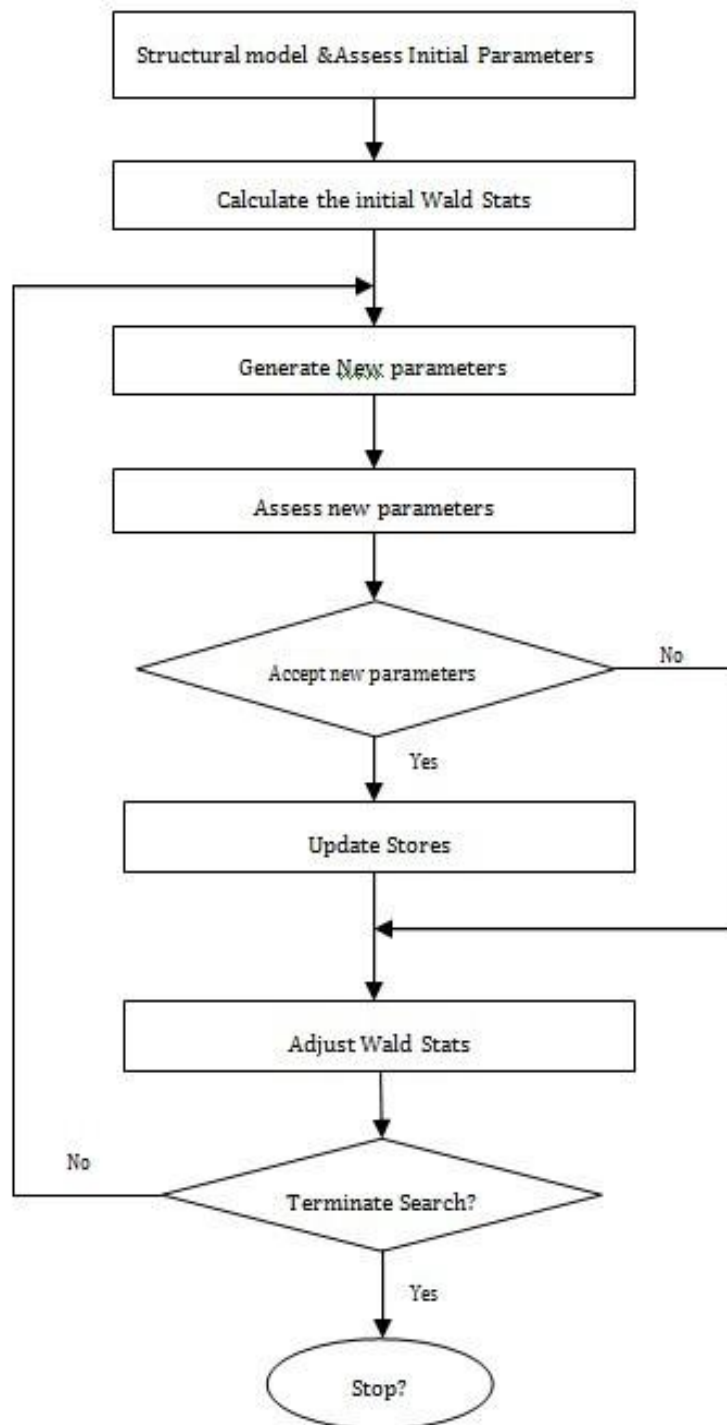 Structural model &Assess Initial Parameters
Calculate the initial Wald Stats
Generate New parameters
Assess new parameters
Accept new parameters
No
Yes
Update Stores
Adjust Wald Stats
No
Terminate Search?
Yes
Stop?